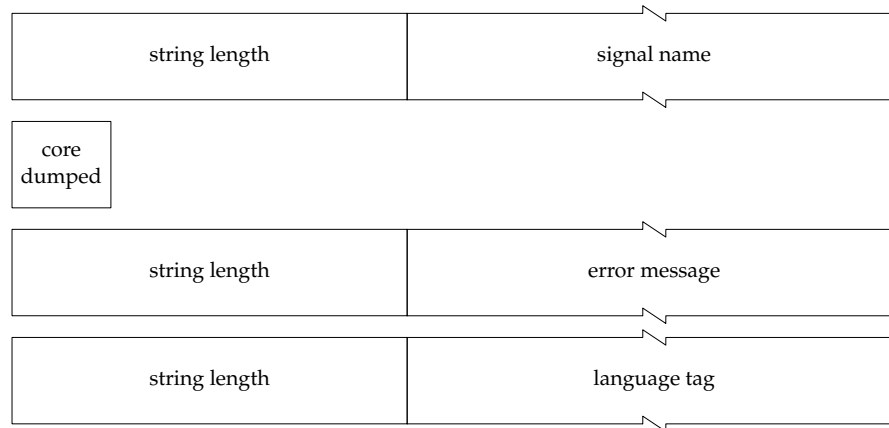 string length signal name
core
dumped
string length error message
string length language tag